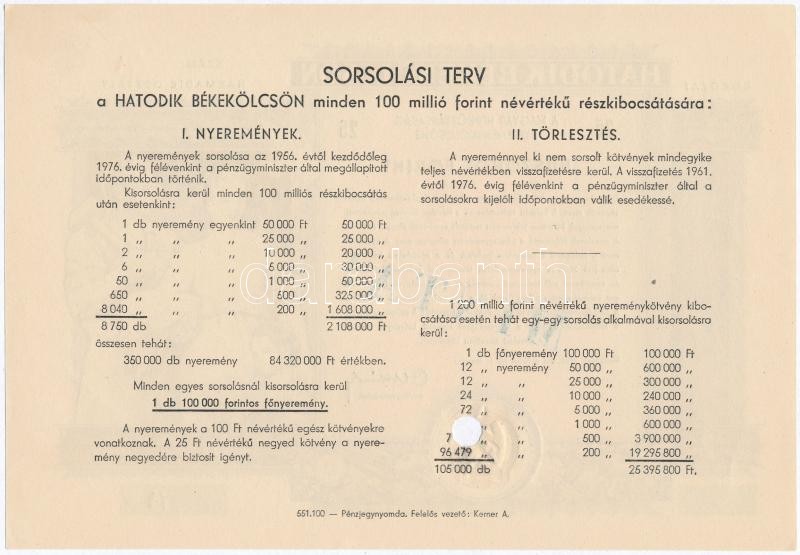 SORSOLÁSI TERV
a HATODIK BÉKEKÖLCSÖN minden 100 millió forint névértékű részkibocsátására:
I. NYEREMÉNYEK.
A nyeremények sorsolása az 1956. évtől kezdődőleg
1976. évig félévenkint a pénzügyminiszter által megállapított
időpontokban történik.
Kisorsolásra kerül minden 100 milliós részkibocsátás
után esetenkint:
1 db nyeremény egyenkint 50 000 Ft 50 000 Ft
1 „ „ „ 25 000 „ 25 000 „
2 „ „ „ 10 000 „ 20 000 „
6 „ „ „ 5 000 „ 30 000 „
50 „ „ „ 1 000 „ 50 000 „
650 „ „ „ 500 „ 325 000 „
8 040 „ „ „ 200 „ 1 608 000 „
8 750 db 2 108 000 Ft
összesen tehát:
350 000 db nyeremény 84 320 000 Ft értékben.
Minden egyes sorsolásnál kisorsolásra kerül
1 db 100 000 forintos főnyeremény.
A nyeremények a 100 Ft névértékű egész kötvényekre
vonatkoznak. A 25 Ft névértékű negyed kötvény a nyere-
mény negyedére biztosit igényt.
II. TÖRLESZTÉS.
A nyereménnyel ki nem sorsolt kötvények mindegyike
teljes névértékben visszafizetésre kerül. A visszafizetés 1961.
évtől 1976. évig félévenkint a pénzügyminiszter által a
sorsolásokra kijelölt időpontokban válik esedékessé.
1 200 millió forint névértékű nyereménykötvény kibo-
csátása esetén tehát egy-egy sorsolás alkalmával kisorsolásra
kerül:
1 db főnyeremény 100 000 Ft 100 000 Ft
12 „ nyeremény 50 000 „ 600 000 „
12 „ „ 25 000 „ 300 000 „
24 „ „ 10 000 „ 240 000 „
72 „ „ 5 000 „ 360 000 „
„ 1 000 „ 600 000 „
7 „ 500 „ 3 900 000 „
96 479 „ „ 200 „ 19 295 800 „
105 000 db 25 395 800 Ft.
551.100 — Pénzjegynyomda. Felelős vezető: Kerner A.
darabanth